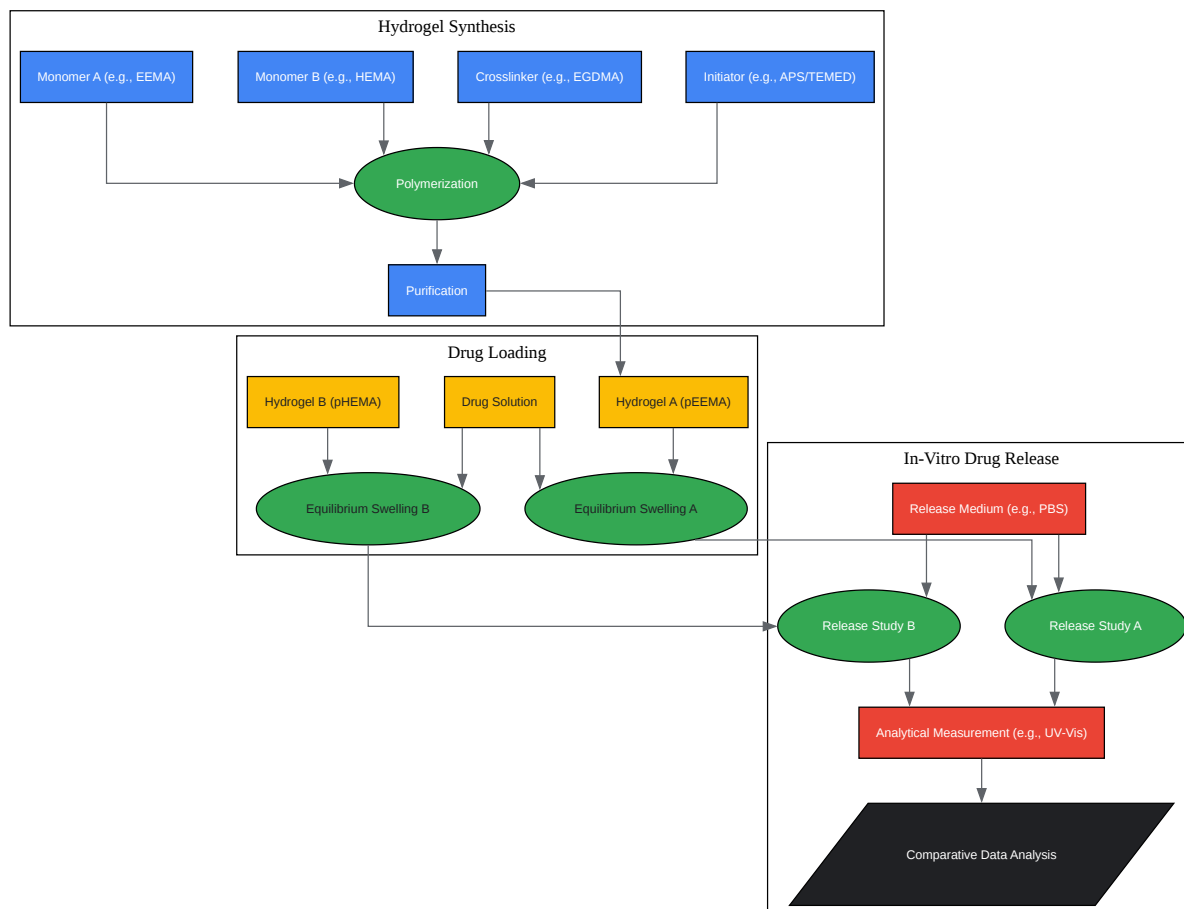 Hydrogel Synthesis
Monomer A (e.g., EEMA)
Monomer B (e.g., HEMA)
Crosslinker (e.g., EGDMA)
Initiator (e.g., APS/TEMED)
Polymerization
Purification
Drug Loading
Hydrogel B (pHEMA)
Drug Solution
Hydrogel A (pEEMA)
Equilibrium Swelling B
Equilibrium Swelling A
In-Vitro Drug Release
Release Medium (e.g., PBS)
Release Study B
Release Study A
Analytical Measurement (e.g., UV-Vis)
Comparative Data Analysis